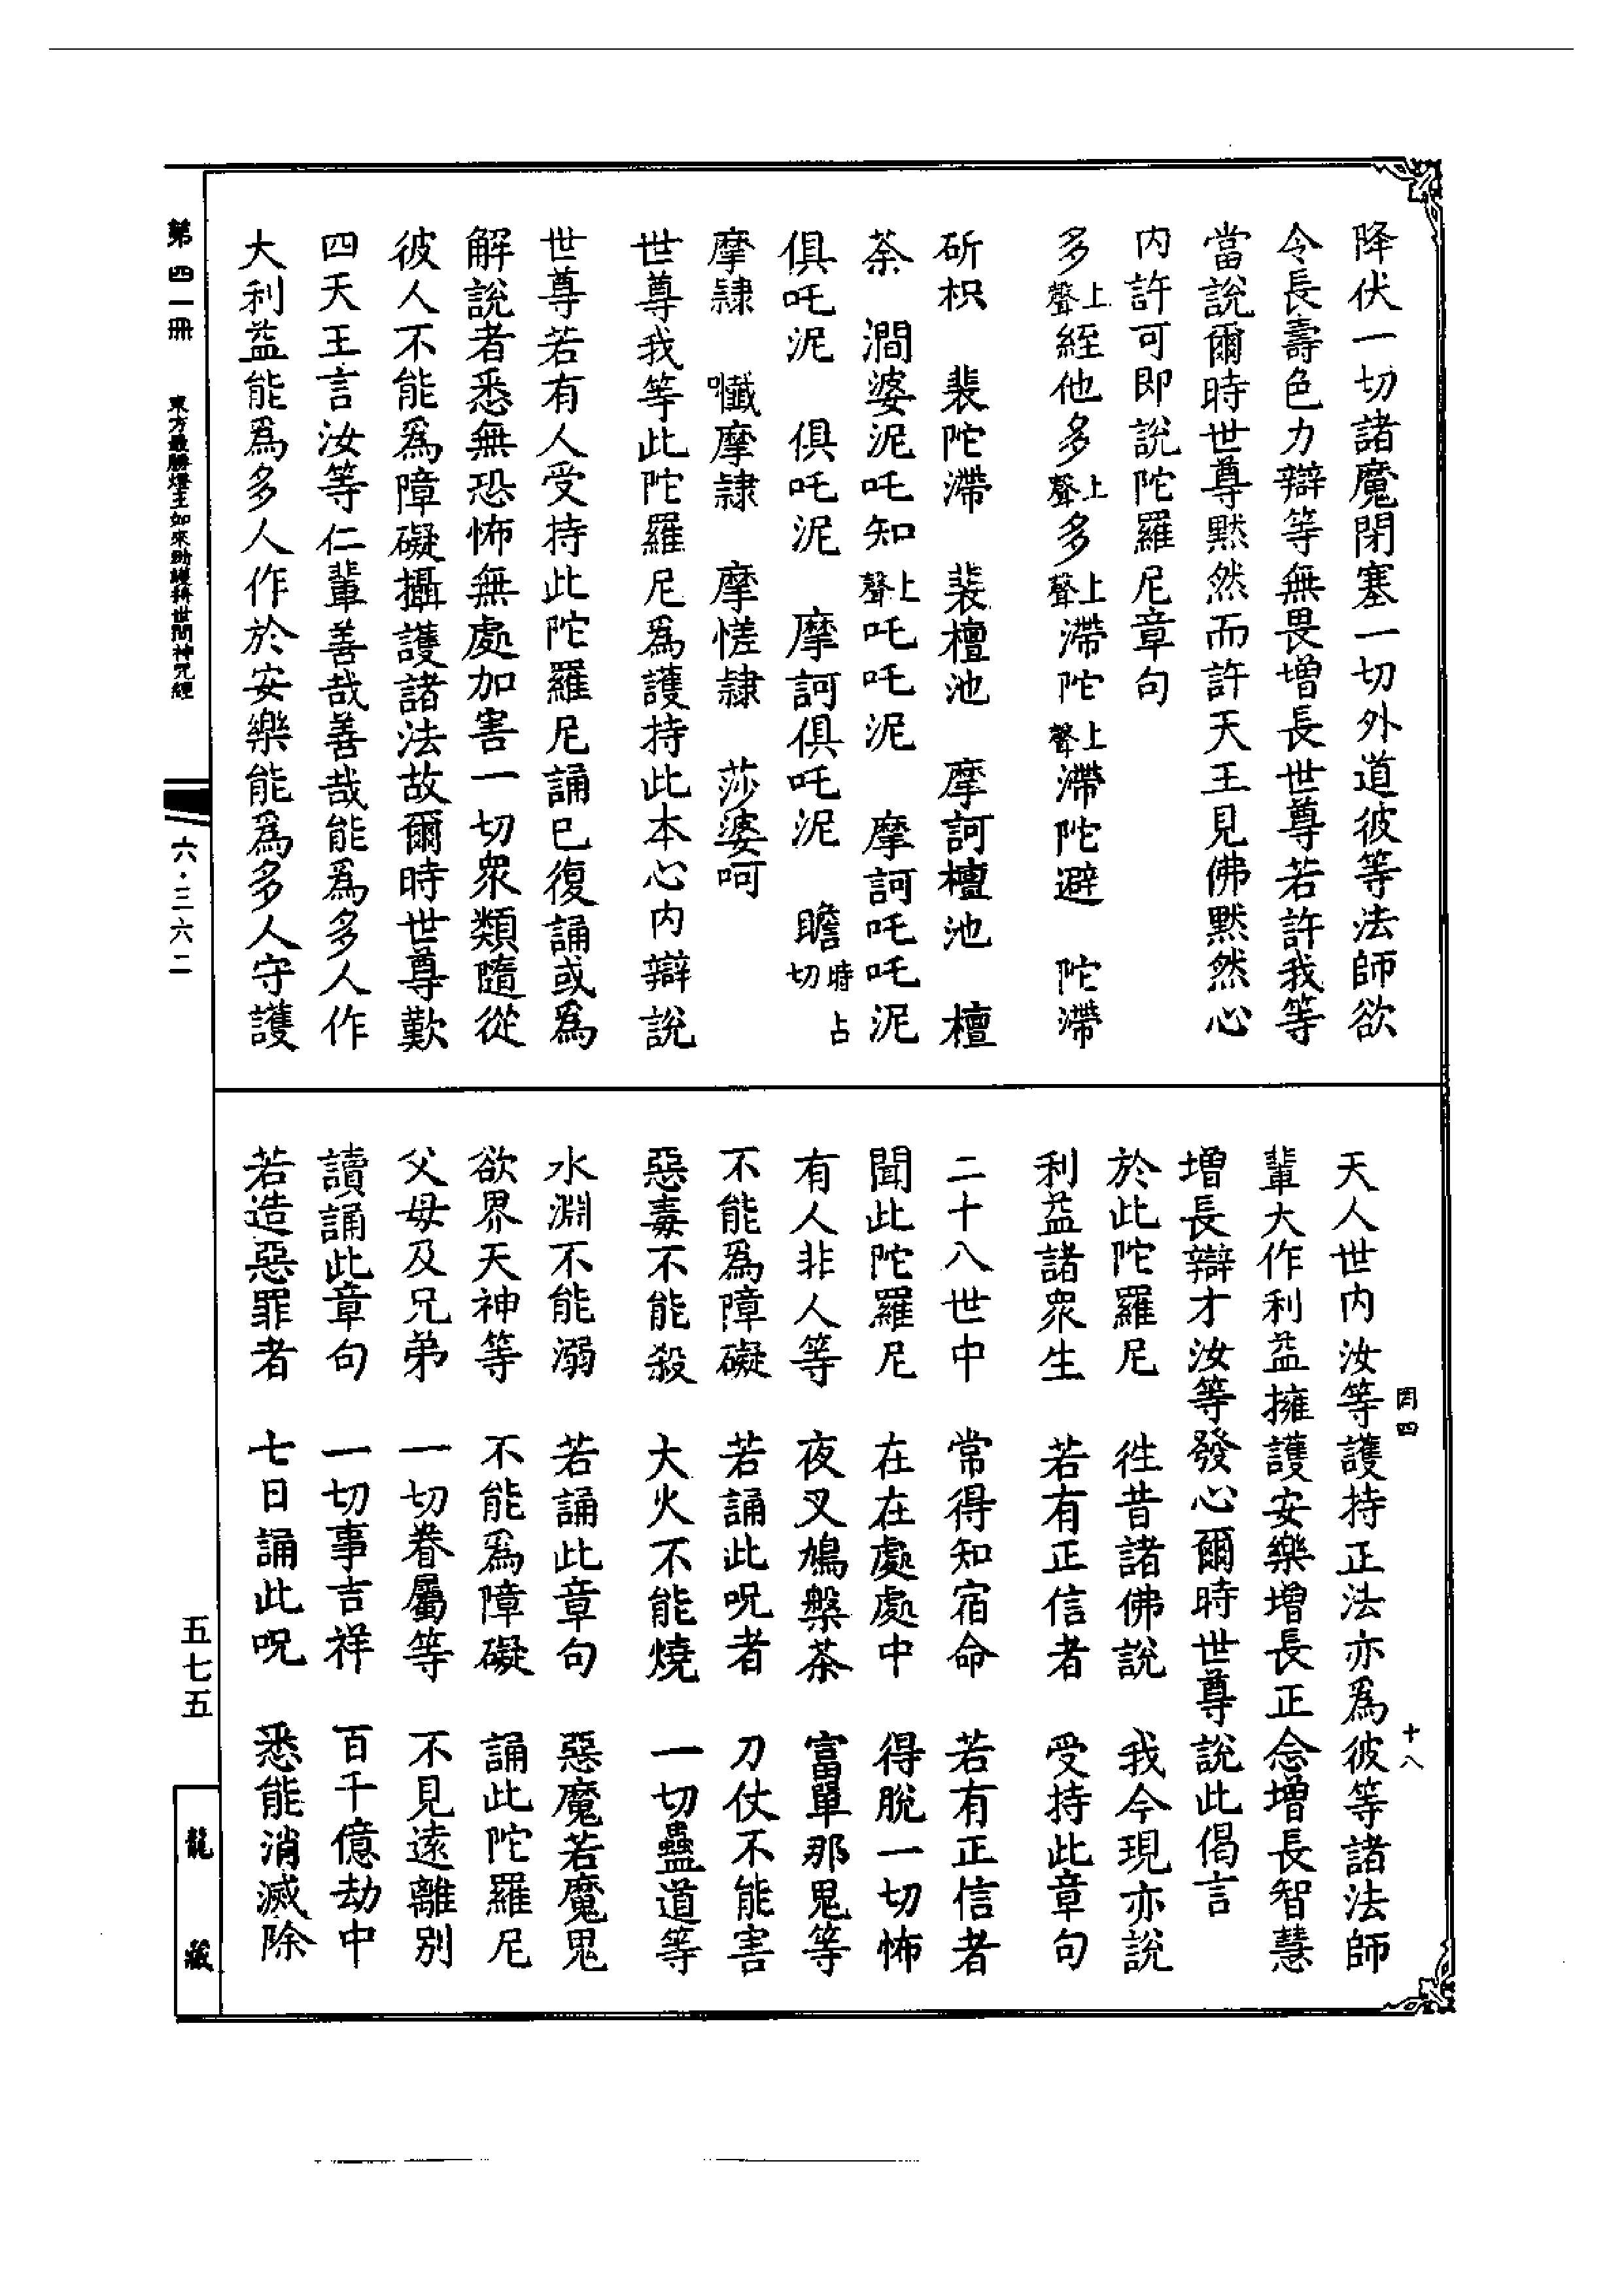 降伏一切諸魔閉塞一切外道彼等法師欲
令長壽色力辯等無畏增長世尊若許我等
當說爾時世尊默然而許天王見佛默然心
內許可即說陀羅尼章句
多上聲絰他多上聲多上聲滯陀上聲滯陀避　陀滯
斫枳　裴陀滯　裴檀池　摩訶檀池　檀
茶　澗婆泥吒知上聲吒吒泥　摩訶吒吒泥
俱吒泥　俱吒泥　摩訶俱吒泥　瞻時占切
摩隸　囈摩隸　摩嗟隸　莎婆呵
世尊我等此陀羅尼爲護持此本心內辯說
世尊若有人受持此陀羅尼誦已復誦或爲
解說者悉無恐怖無處加害一切衆類隨從
彼人不能爲障礙攝護諸法故爾時世尊歎
四天王言汝等仁輩善哉善哉能爲多人作
大利益能爲多人作於安樂能爲多人守護
天人世內汝等護持正法亦爲彼等諸法師
輩大作利益擁護安樂增長正念增長智慧
增長辯才汝等發心爾時世尊說此偈言
於此陀羅尼　往昔諸佛說　我今現亦說
利益諸衆生　若有正信者　受持此章句
二十八世中　常得知宿命　若有正信者
聞此陀羅尼　在在處處中　得脫一切怖
有人非人等　夜叉鳩槃茶　富單那鬼等
不能爲障礙　若誦此呪者　刀仗不能害
惡毒不能殺　大火不能燒　一切蠱道等
水淵不能溺　若誦此章句　惡魔若魔鬼
欲界天神等　不能爲障礙　誦此陀羅尼
父母及兄弟　一切眷屬等　不見遠離別
讀誦此章句　一切事吉祥　百千億劫中
若造惡罪者　七日誦此呪　悉能消滅除
因四
十八
第四一冊
東方最勝燈王如來助護持世間神咒經
六·三六二
五七五
龍藏